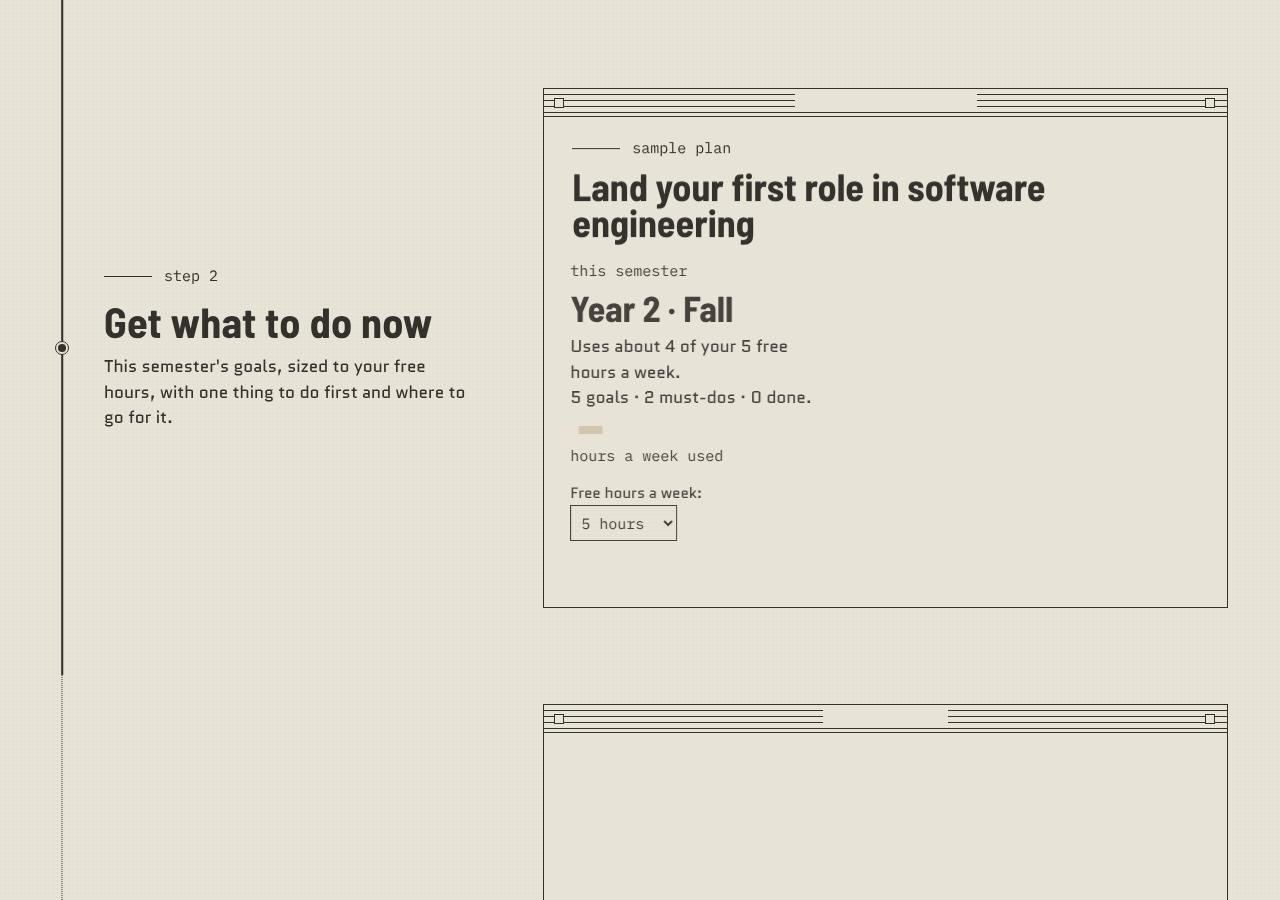 step 2
Get what to do now
This semester's goals, sized to your free
hours, with one thing to do first and where to
go for it.
sample plan
Land your first role in software
engineering
this semester
Year 2 · Fall
Uses about 4 of your 5 free
hours a week.
5 goals · 2 must-dos · 0 done.
hours a week used
Free hours a week:
5 hours